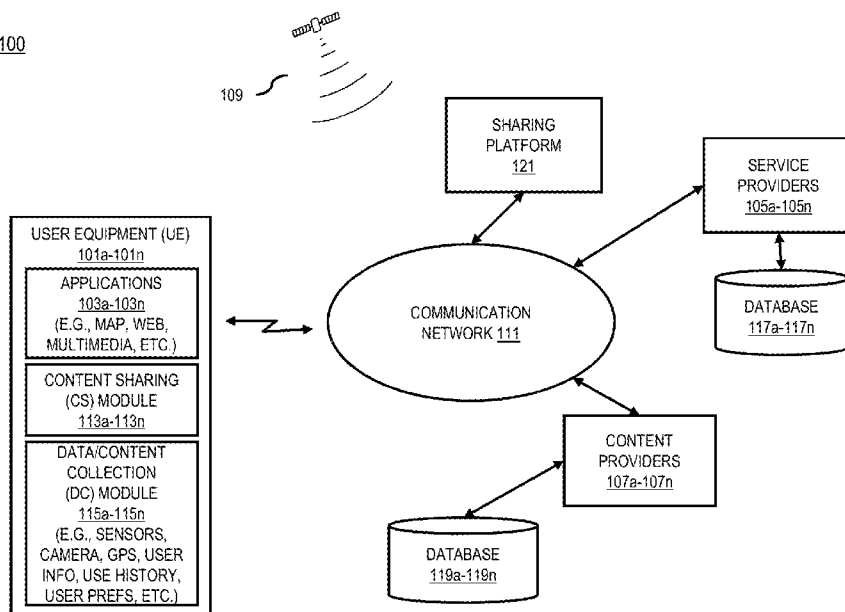 100
109
SHARING
PLATFORM
121
SERVICE
PROVIDERS
105a-105n
DATABASE
117a-117n
USER EQUIPMENT (UE)
101a-101n
APPLICATIONS
103a-103n
(E.G., MAP, WEB,
MULTIMEDIA, ETC.)
CONTENT SHARING
(CS) MODULE
113a-113n
DATA/CONTENT
COLLECTION
(DC) MODULE
115a-115n
(E.G., SENSORS,
CAMERA, GPS, USER
INFO, USE HISTORY,
USER PREFS, ETC.)
COMMUNICATION
NETWORK 111
CONTENT
PROVIDERS
107a-107n
DATABASE
119a-119n